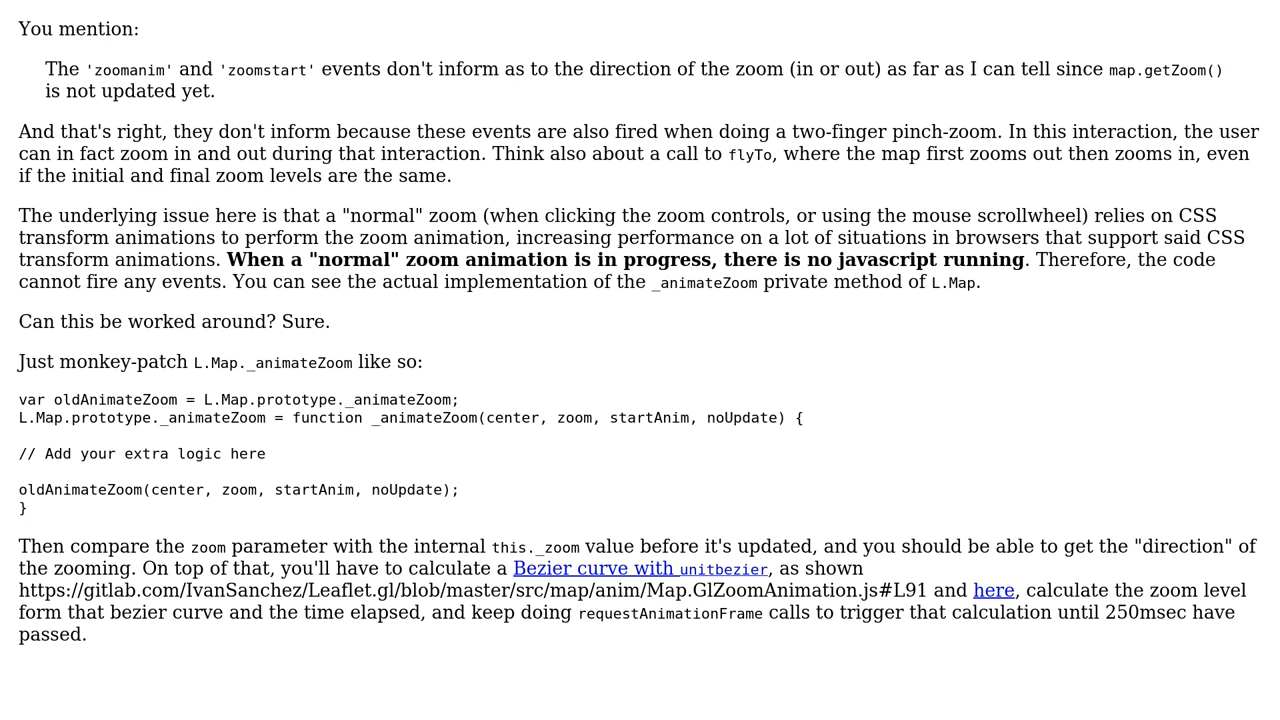 You mention:
The 'zoomanim' and 'zoomstart' events don't inform as to the direction of the zoom (in or out) as far as I can tell since map.getZoom()
is not updated yet.
And that's right, they don't inform because these events are also fired when doing a two-finger pinch-zoom. In this interaction, the user
can in fact zoom in and out during that interaction. Think also about a call to flyTo, where the map first zooms out then zooms in, even
if the initial and final zoom levels are the same.
The underlying issue here is that a "normal" zoom (when clicking the zoom controls, or using the mouse scrollwheel) relies on CSS
transform animations to perform the zoom animation, increasing performance on a lot of situations in browsers that support said CSS
transform animations. When a "normal" zoom animation is in progress, there is no javascript running. Therefore, the code
cannot fire any events. You can see the actual implementation of the _animateZoom private method of L.Map.
Can this be worked around? Sure.
Just monkey-patch L.Map._animateZoom like so:
var oldAnimateZoom = L.Map.prototype._animateZoom;
L.Map.prototype._animateZoom = function _animateZoom(center, zoom, startAnim, noUpdate) {
// Add your extra logic here
oldAnimateZoom(center, zoom, startAnim, noUpdate);
}
Then compare the zoom parameter with the internal this._zoom value before it's updated, and you should be able to get the "direction" of
the zooming. On top of that, you'll have to calculate a Bezier curve with unitbezier, as shown
https://gitlab.com/IvanSanchez/Leaflet.gl/blob/master/src/map/anim/Map.GlZoomAnimation.js#L91 and here, calculate the zoom level
form that bezier curve and the time elapsed, and keep doing requestAnimationFrame calls to trigger that calculation until 250msec have
passed.